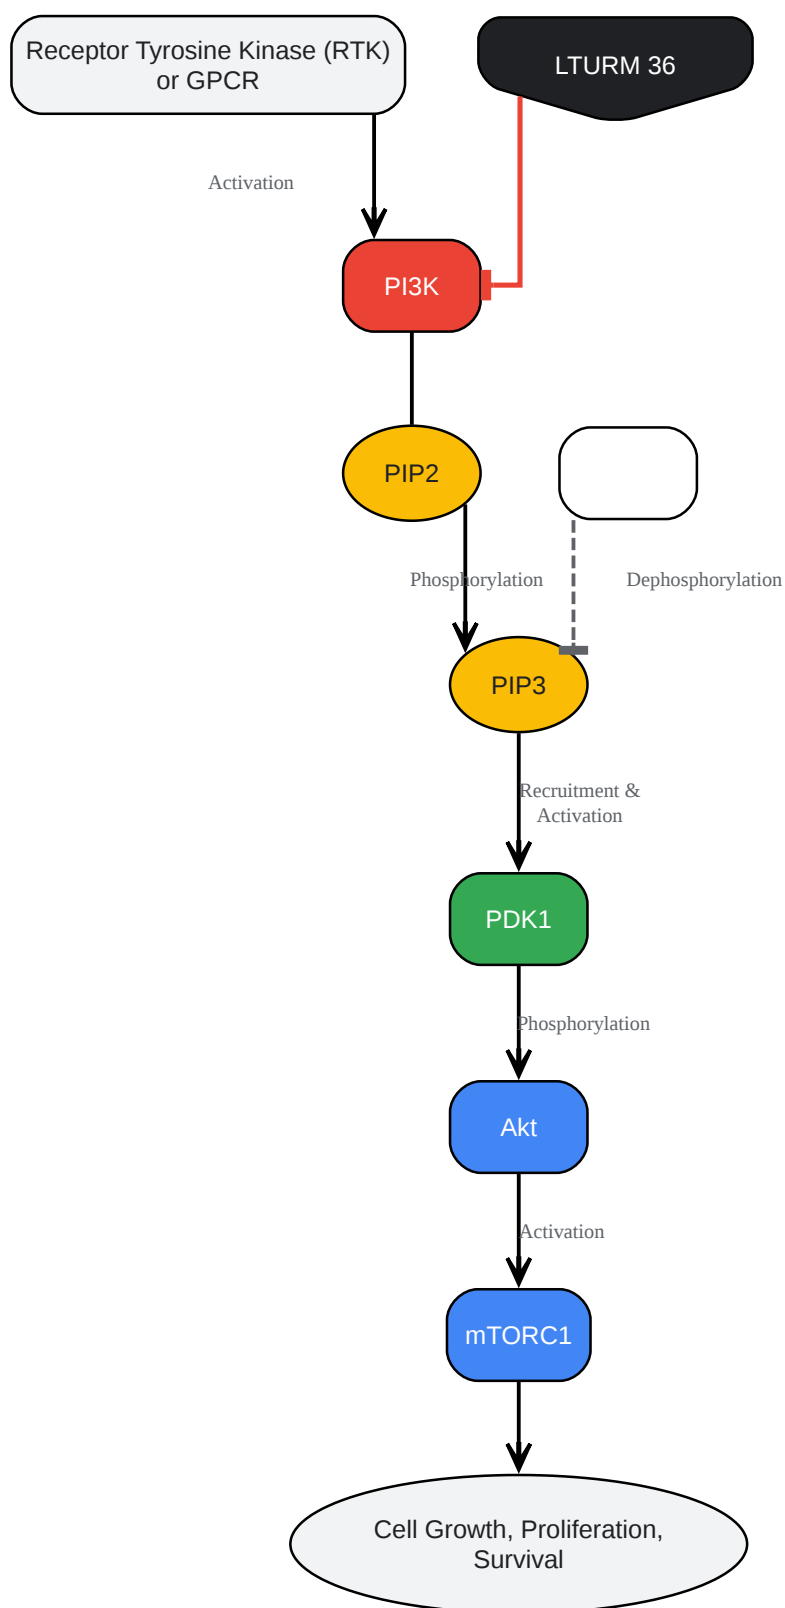 Receptor Tyrosine Kinase (RTK)
or GPCR
LTURM 36
Activation
PI3K
PIP2
Phosphorylation
Dephosphorylation
PIP3
Recruitment &
Activation
PDK1
Phosphorylation
Akt
Activation
mTORC1
Cell Growth, Proliferation,
Survival